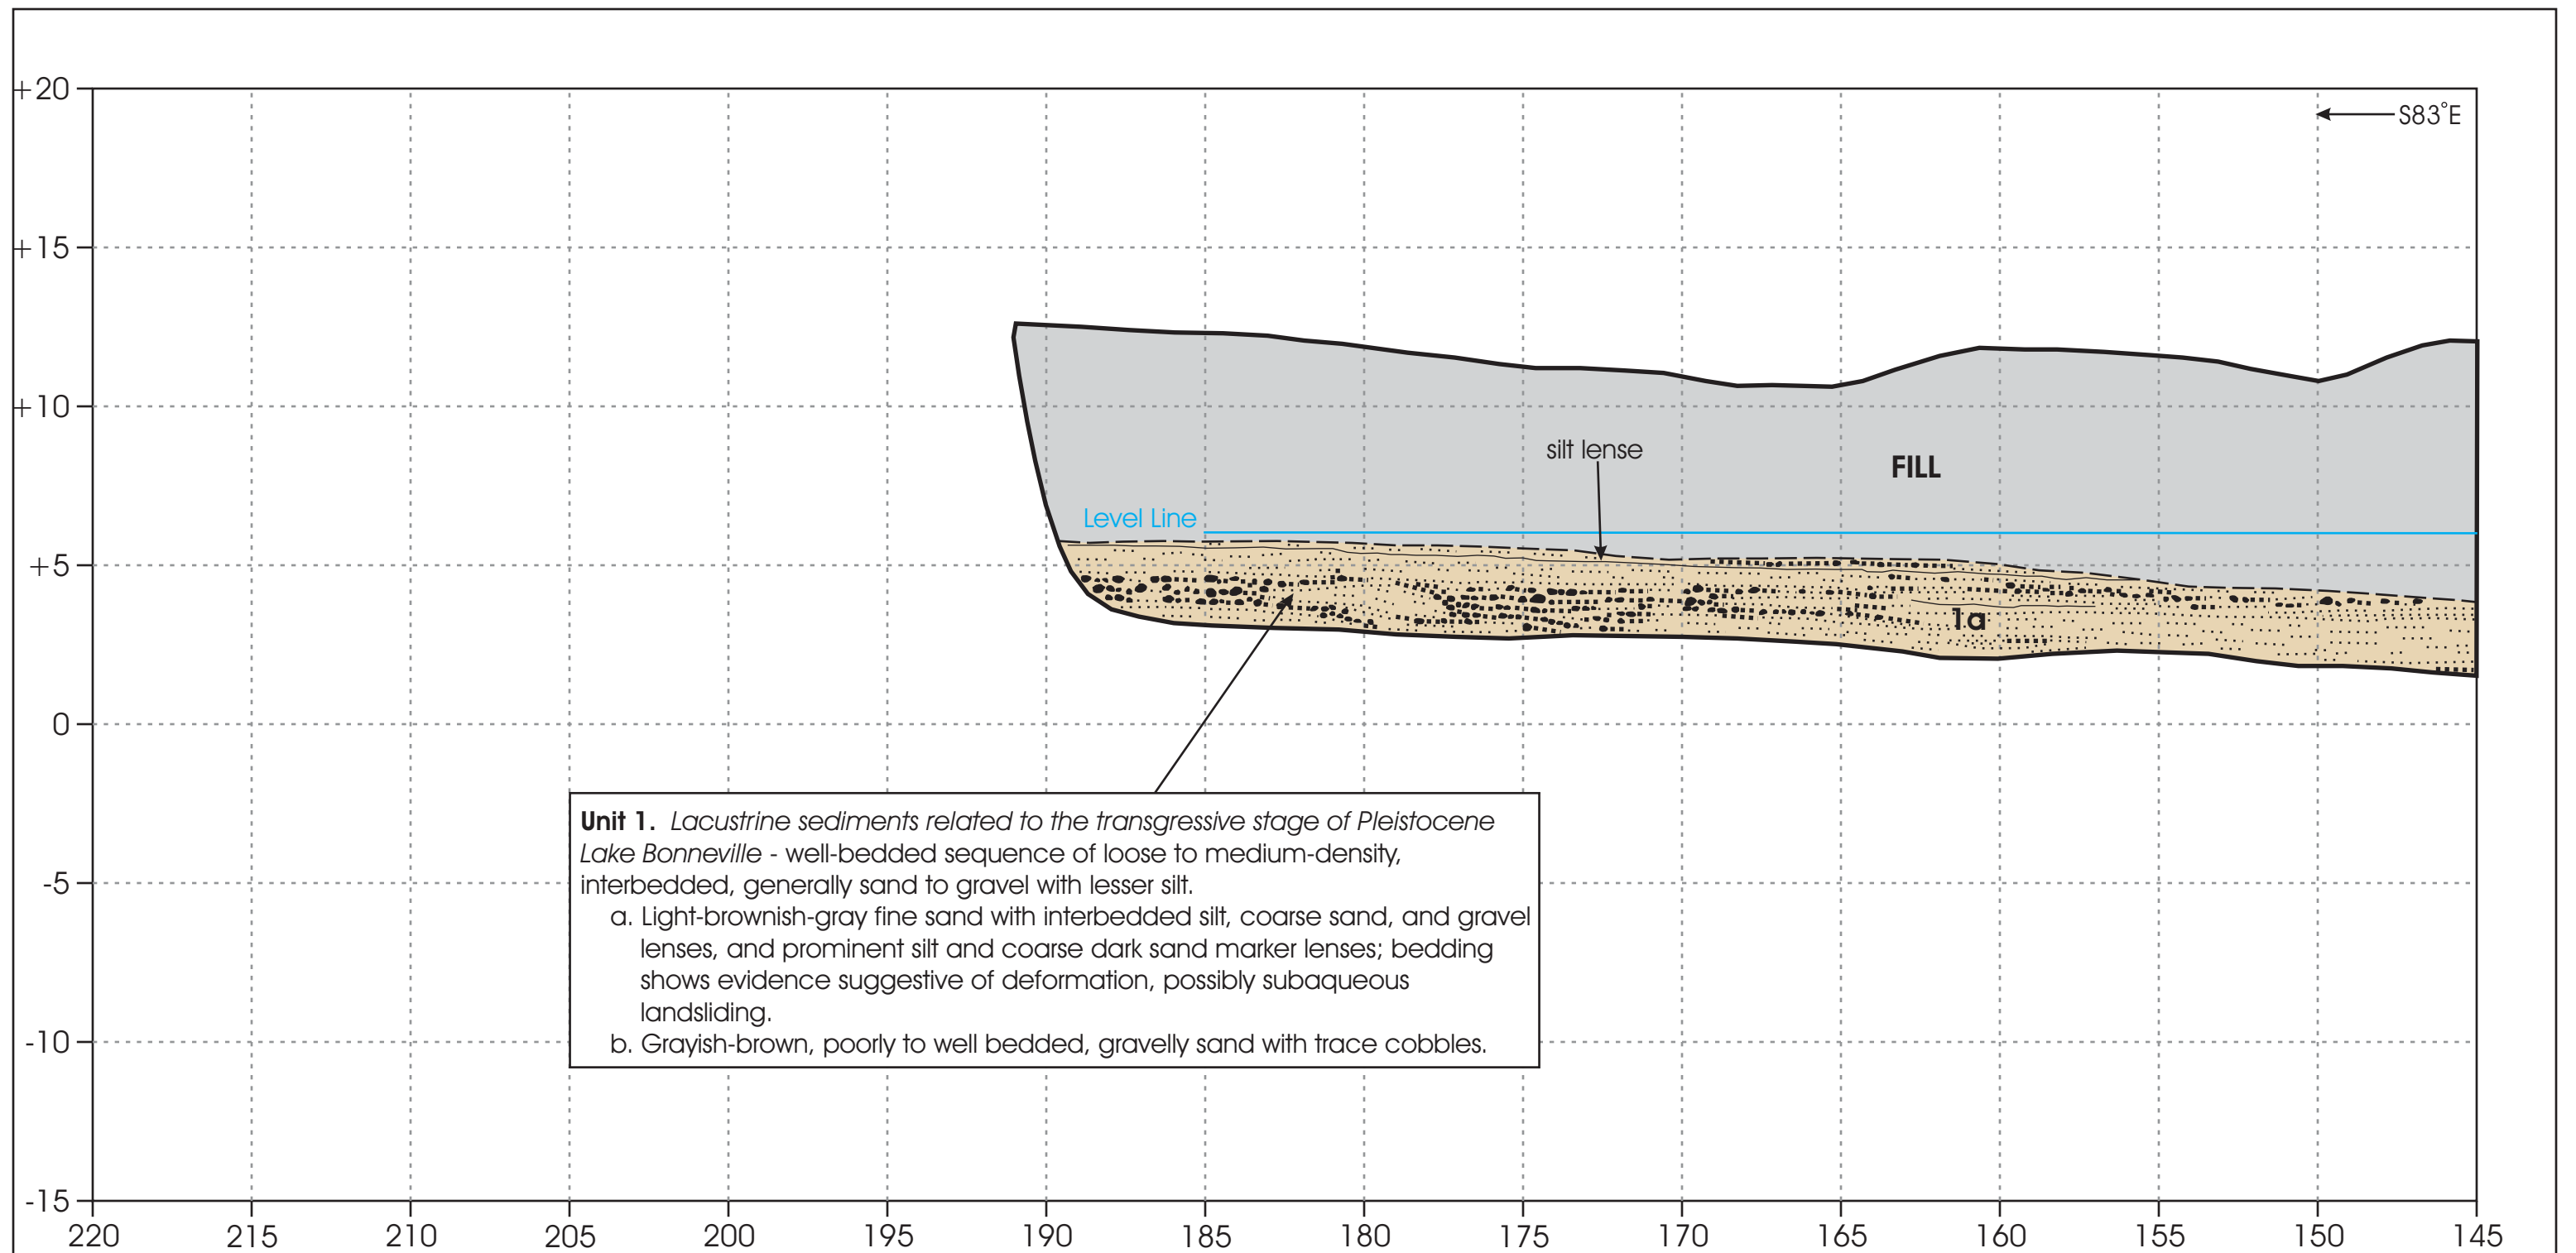 +20
S83°E
+15
+10
silt lense
FILL
Level Line
+5
1a
0
Unit 1. Lacustrine sediments related to the transgressive stage of Pleistocene
Lake Bonneville - well-bedded sequence of loose to medium-density,
interbedded, generally sand to gravel with lesser silt.
a. Light-brownish-gray fine sand with interbedded silt, coarse sand, and gravel
lenses, and prominent silt and coarse dark sand marker lenses; bedding
shows evidence suggestive of deformation, possibly subaqueous
landsliding.
b. Grayish-brown, poorly to well bedded, gravelly sand with trace cobbles.
-5
-10
-15
220 215 210 205 200 195 190 185 180 175 170 165 160 155 150 145